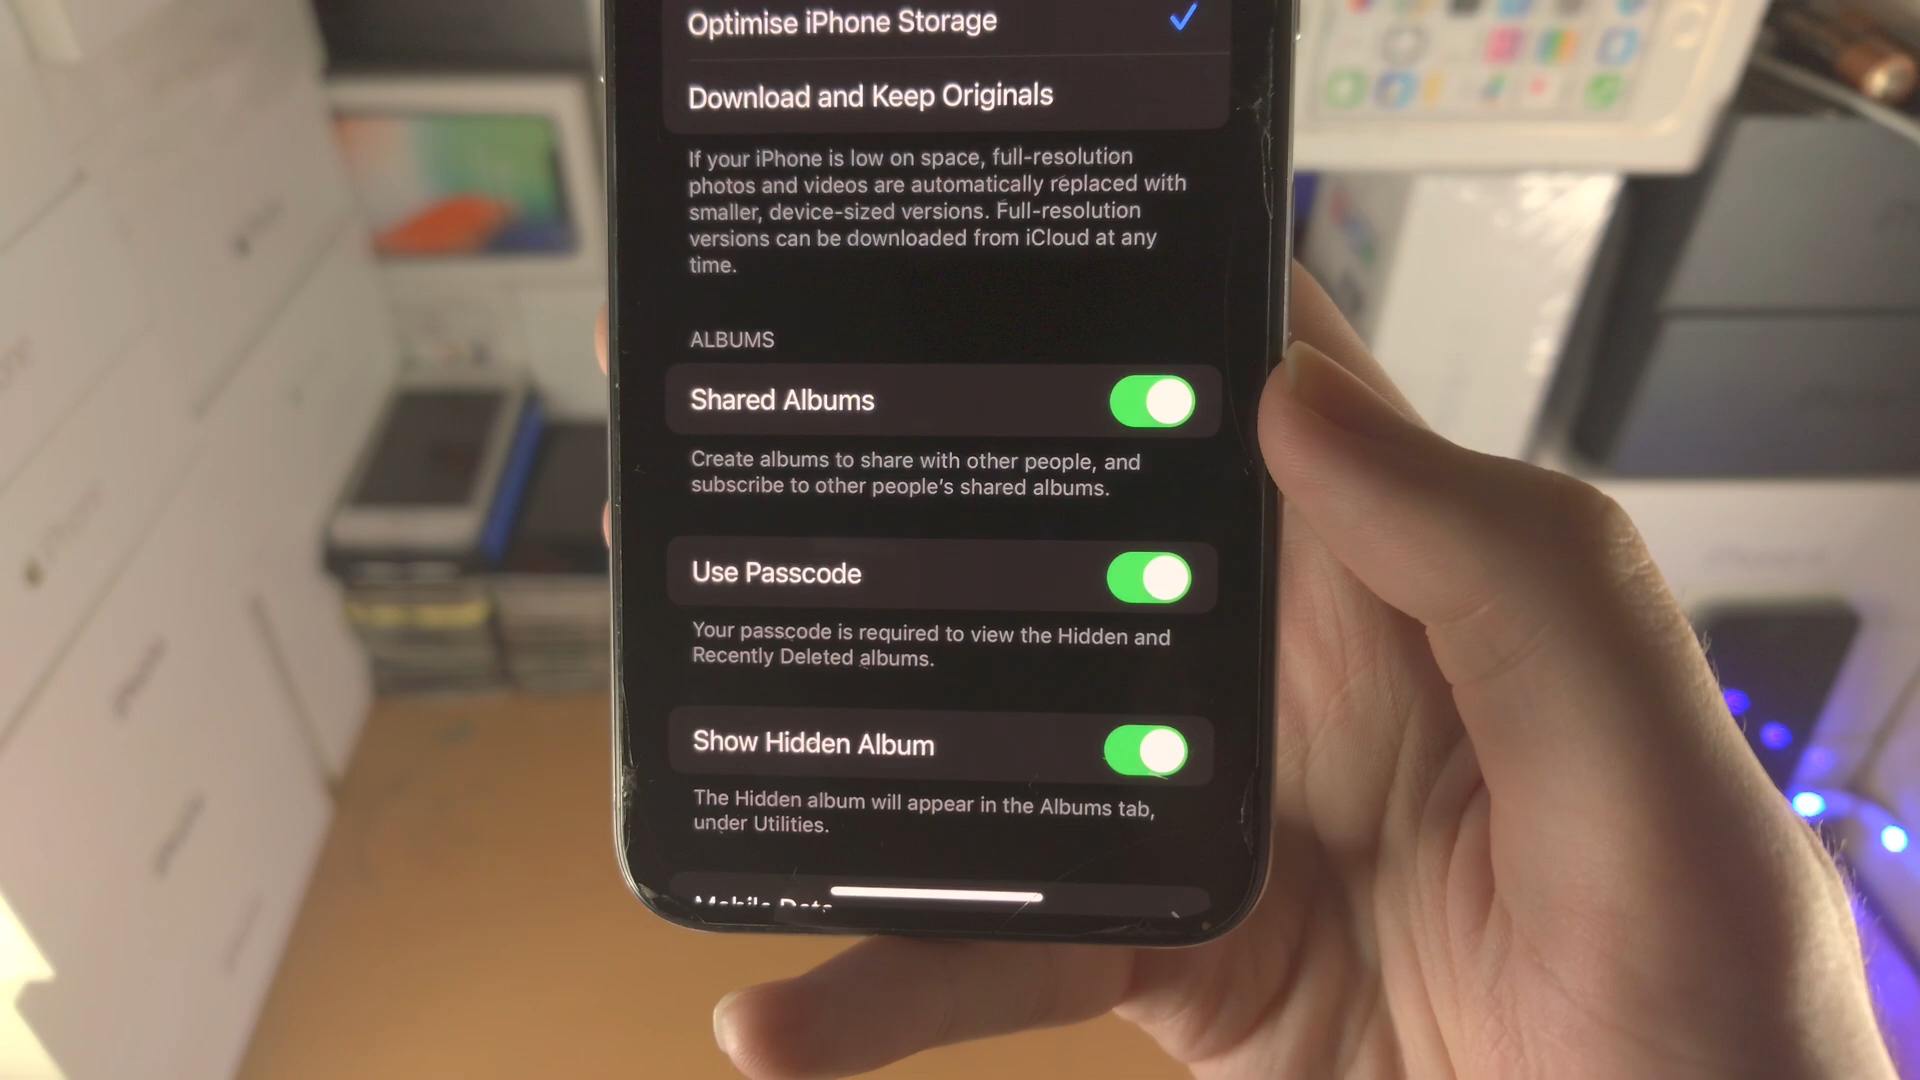 Optimise iPhone Storage
Download and Keep Originals
If your iPhone is low on space, full-resolution
photos and videos are automatically replaced with
smaller, device-sized versions. Full-resolution
versions can be downloaded from iCloud at any
time.
ALBUMS
Shared Albums
Create albums to share with other people, and
subscribe to other people's shared albums.
Use Passcode
Your passcode is required to view the Hidden and
Recently Deleted albums.
Show Hidden Album
The Hidden album will appear in the Albums tab,
under Utilities.
Mobile Data